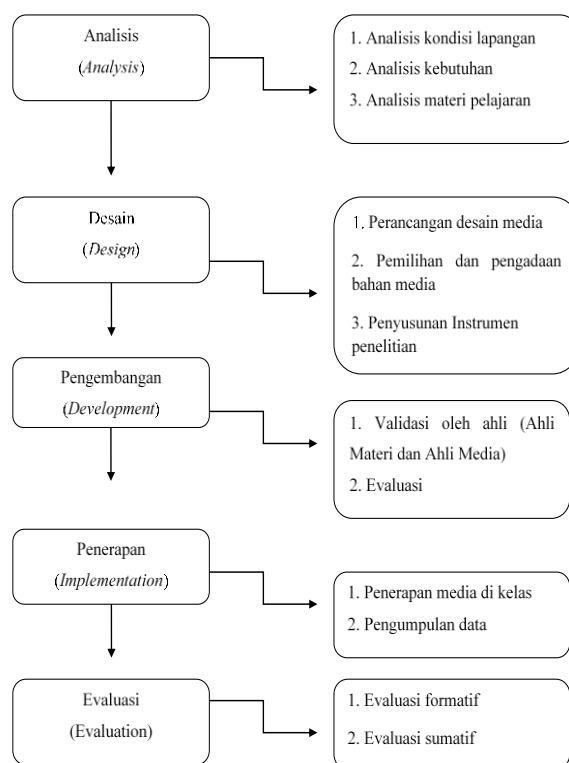 Analisis
(Analysis)
1. Analisis kondisi lapangan
2. Analisis kebutuhan
3. Analisis materi pelajaran
Desain
(Design)
1. Perancangan desain media
2. Pemilihan dan pengadaan
bahan media
3. Penyusunan Instrumen
penelitian
Pengembangan
(Development)
1. Validasi oleh ahli (Ahli
Materi dan Ahli Media)
2. Evaluasi
Penerapan
(Implementation)
1. Penerapan media di kelas
2. Pengumpulan data
Evaluasi
(Evaluation)
1. Evaluasi formatif
2. Evaluasi sumatif